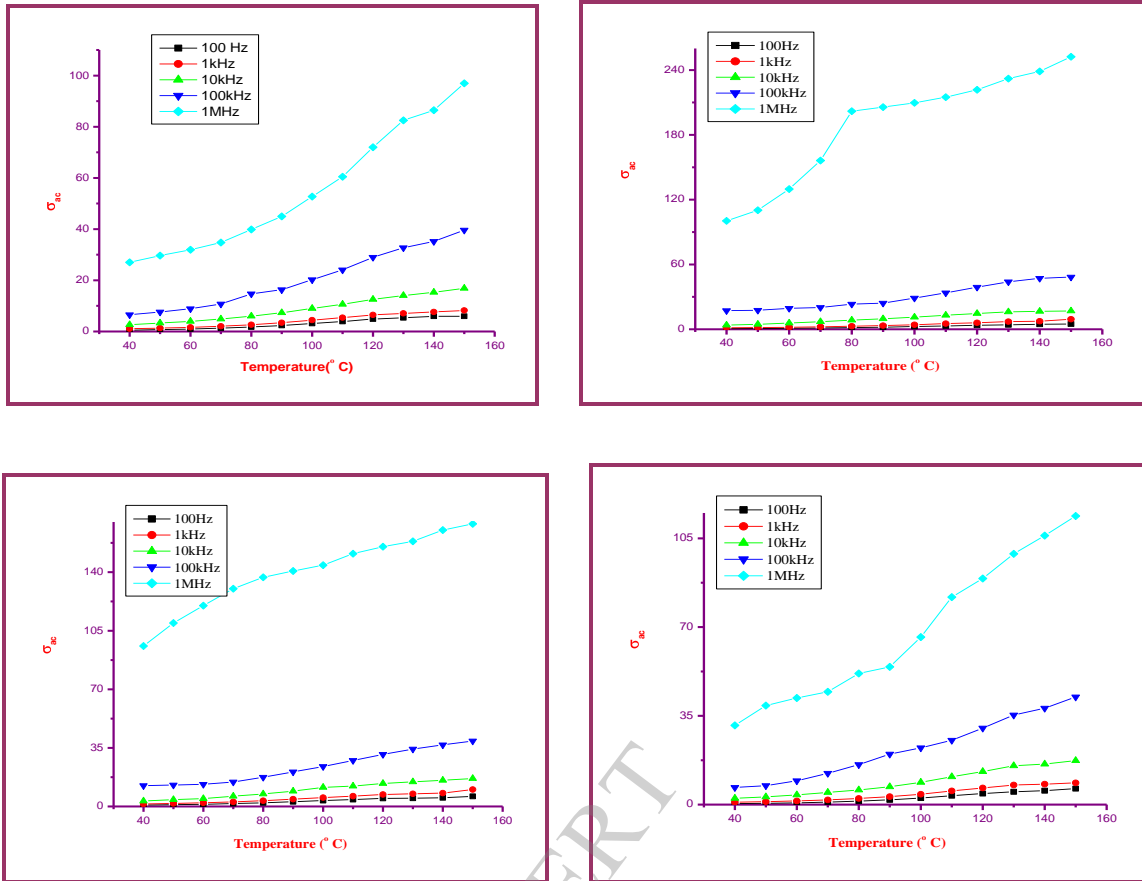 100 Hz
1kHz
10kHz
100kHz
1MHz
100
80
60
40
20
0
σac
40 60 80 100 120 140 160
Temperature(° C)
100Hz
1kHz
10kHz
100kHz
1MHz
240
180
120
60
0
σac
40 60 80 100 120 140 160
Temperature (° C)
100Hz
1kHz
10kHz
100kHz
1MHz
140
105
70
35
0
σac
40 60 80 100 120 140 160
Temperature (° C)
100Hz
1kHz
10kHz
100kHz
1MHz
105
70
35
0
σac
40 60 80 100 120 140 160
Temperature (° C)
ERT